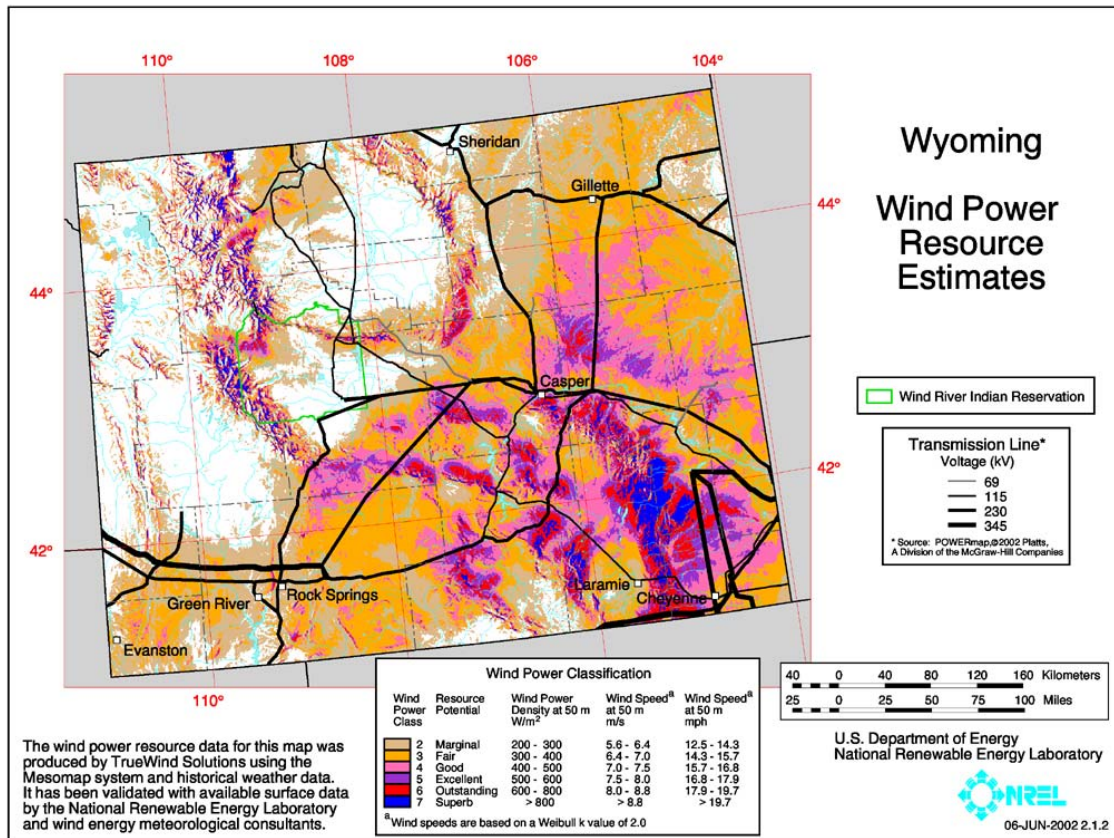 110°
108°
106°
104°
Wyoming
Wind Power
Resource
Estimates
Sheridan
Gillette
44°
44°
Casper
Wind River Indian Reservation
Transmission Line*
Voltage (kV)
69
115
230
345
* Source: POWERmap,©2002 Platts,
A Division of the McGraw-Hill Companies
42°
42°
Laramie
Cheyenne
Green River
Rock Springs
Evanston
110°
Wind Power Classification
Wind Power Class Resource Potential Wind Power Density at 50 m W/m² Wind Speedᵃ at 50 m m/s Wind Speedᵃ at 50 m mph
2 Marginal 200 - 300 5.6 - 6.4 12.5 - 14.3
3 Fair 300 - 400 6.4 - 7.0 14.3 - 15.7
4 Good 400 - 500 7.0 - 7.5 15.7 - 16.8
5 Excellent 500 - 600 7.5 - 8.0 16.8 - 17.9
6 Outstanding 600 - 800 8.0 - 8.8 17.9 - 19.7
7 Superb > 800 > 8.8 > 19.7
ᵃ Wind speeds are based on a Weibull k value of 2.0
40 0 40 80 120 160 Kilometers
25 0 25 50 75 100 Miles
The wind power resource data for this map was
produced by TrueWind Solutions using the
Mesomap system and historical weather data.
It has been validated with available surface data
by the National Renewable Energy Laboratory
and wind energy meteorological consultants.
U.S. Department of Energy
National Renewable Energy Laboratory
NREL
06-JUN-2002 2.1.2